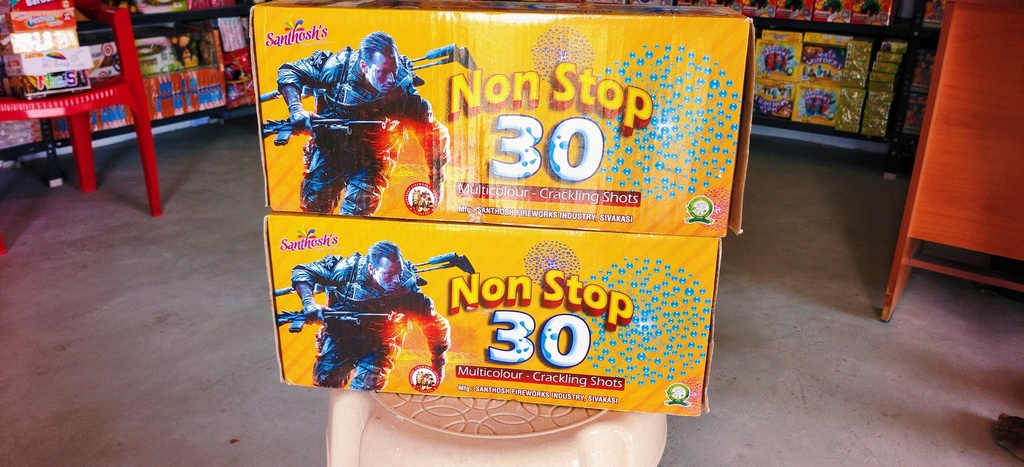 Santhosh's
Non Stop
30
Multicolour - Crackling Shots
Mfg : SANTHOSH FIREWORKS INDUSTRY, SIVAKASI
Santhosh's
Non Stop
30
Multicolour - Crackling Shots
Mfg : SANTHOSH FIREWORKS INDUSTRY, SIVAKASI